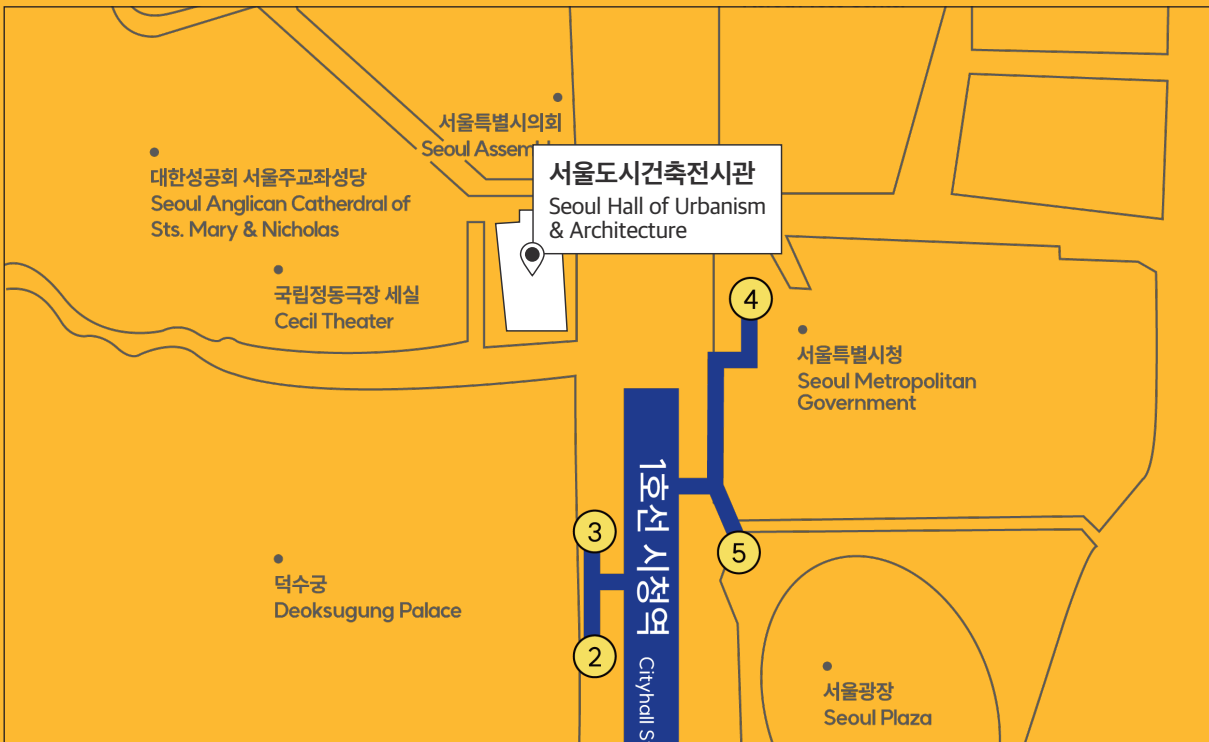 서울특별시의회
Seoul
대한성공회 서울주교좌성당
Seoul Anglican Catherdral of
Sts. Mary & Nicholas
서울도시건축전시관
Seoul Hall of Urbanism
& Architecture
국립정동극장 세실
Cecil Theater
4
서울특별시청
Seoul Metropolitan
Government
1호선 시청역 Cityhall
3
5
2
덕수궁
Deoksugung Palace
서울광장
Seoul Plaza